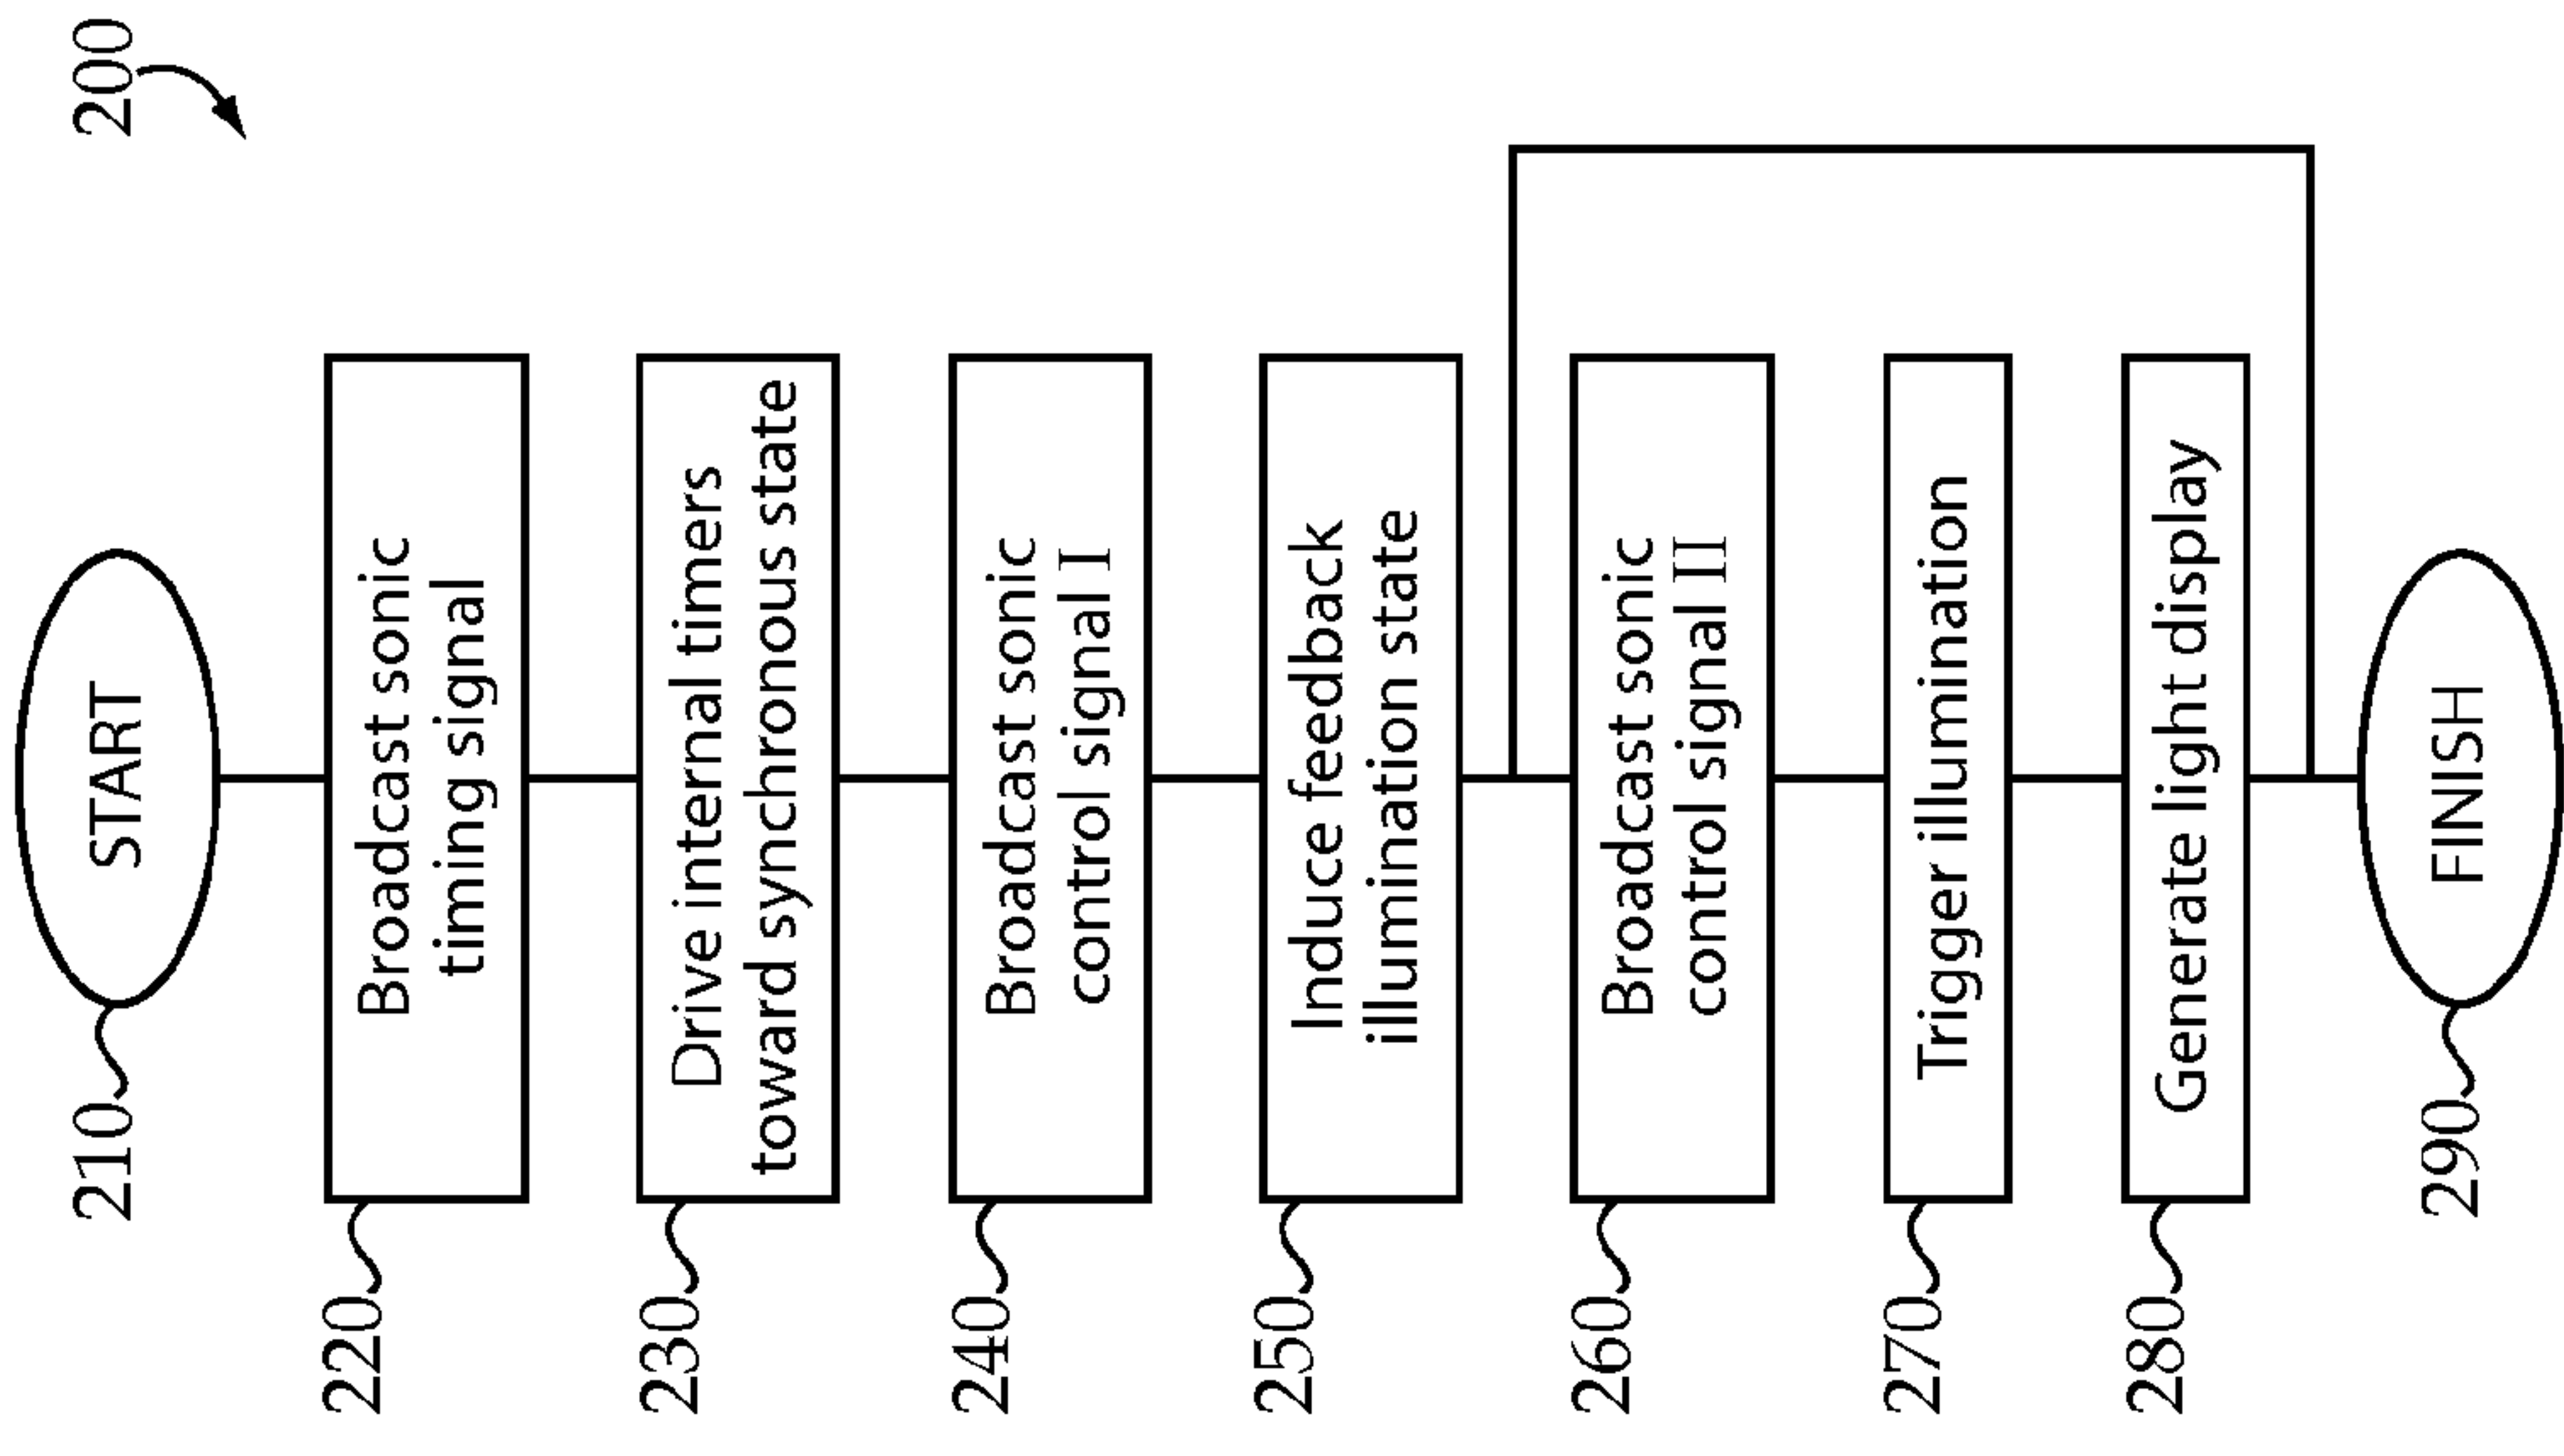 200
210
START
220
Broadcast sonic
timing signal
230
Drive internal timers
toward synchronous state
240
Broadcast sonic
control signal I
250
Induce feedback
illumination state
260
Broadcast sonic
control signal II
270
Trigger illumination
280
Generate light display
290
FINISH